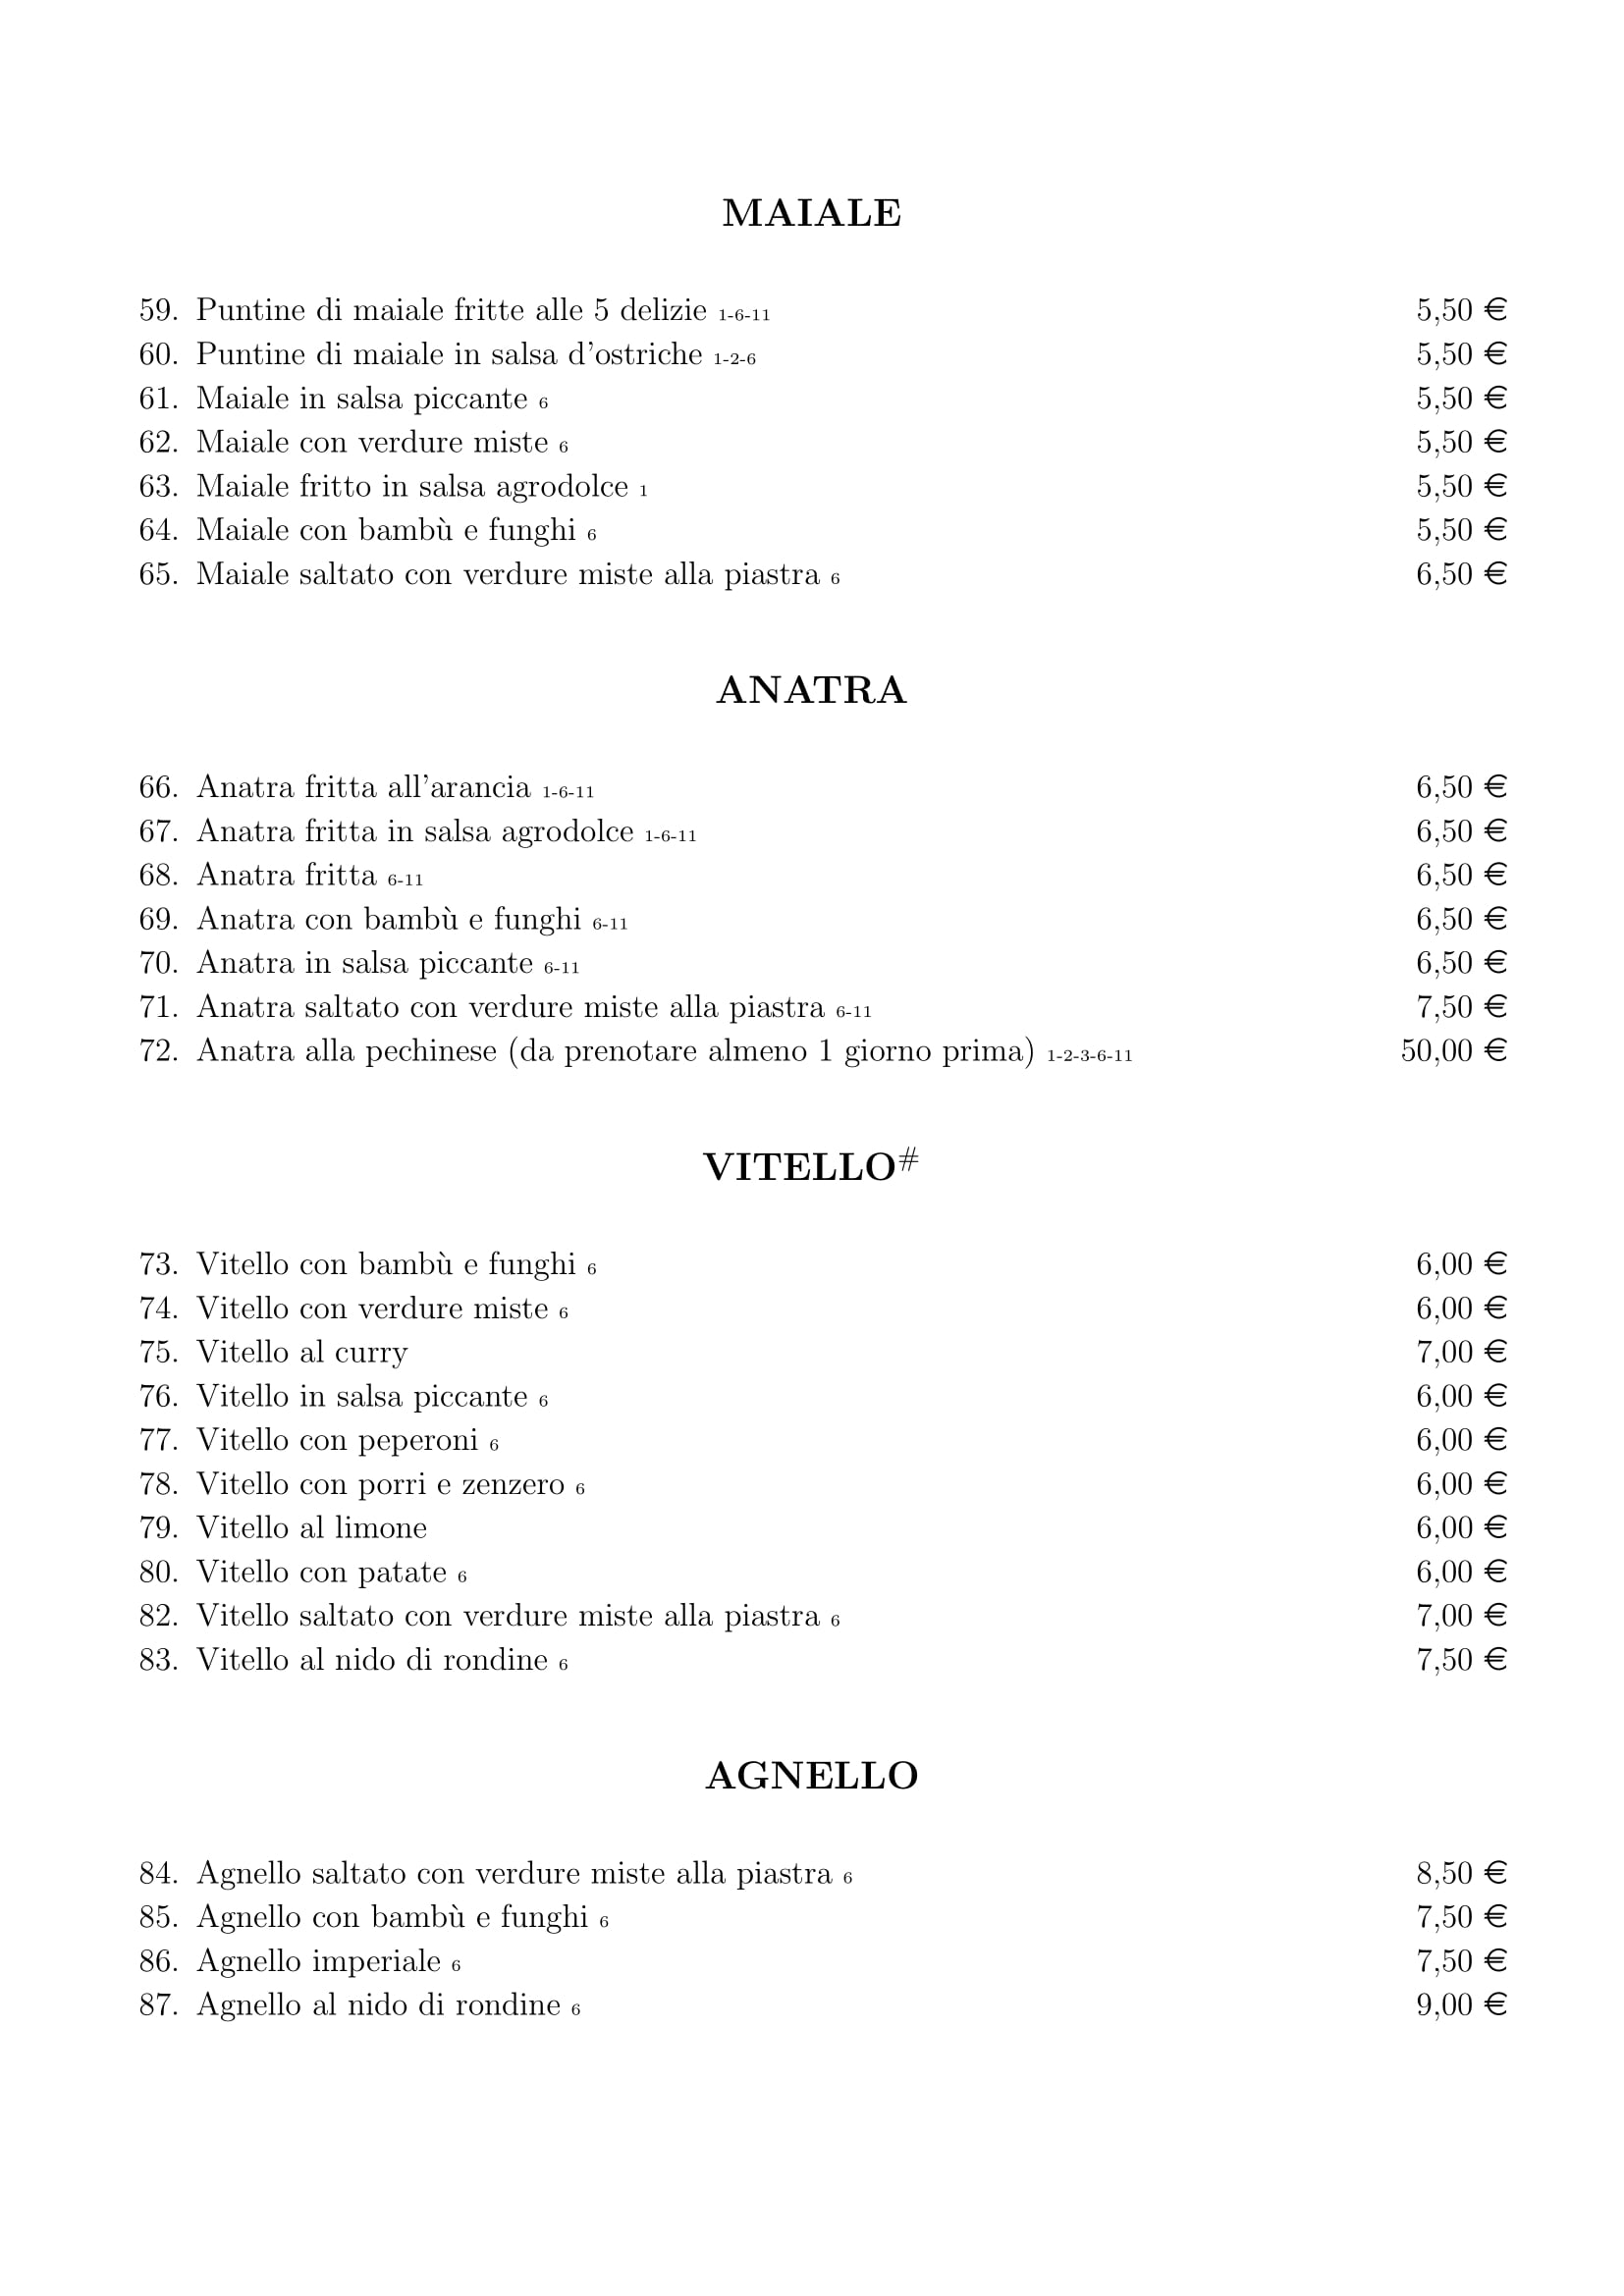 MAIALE
59. Puntine di maiale fritte alle 5 delizie 1-6-11 5,50 €
60. Puntine di maiale in salsa d'ostriche 1-2-6 5,50 €
61. Maiale in salsa piccante 6 5,50 €
62. Maiale con verdure miste 6 5,50 €
63. Maiale fritto in salsa agrodolce 1 5,50 €
64. Maiale con bambù e funghi 6 5,50 €
65. Maiale saltato con verdure miste alla piastra 6 6,50 €
ANATRA
66. Anatra fritta all'arancia 1-6-11 6,50 €
67. Anatra fritta in salsa agrodolce 1-6-11 6,50 €
68. Anatra fritta 6-11 6,50 €
69. Anatra con bambù e funghi 6-11 6,50 €
70. Anatra in salsa piccante 6-11 6,50 €
71. Anatra saltato con verdure miste alla piastra 6-11 7,50 €
72. Anatra alla pechinese (da prenotare almeno 1 giorno prima) 1-2-3-6-11 50,00 €
VITELLO#
73. Vitello con bambù e funghi 6 6,00 €
74. Vitello con verdure miste 6 6,00 €
75. Vitello al curry 7,00 €
76. Vitello in salsa piccante 6 6,00 €
77. Vitello con peperoni 6 6,00 €
78. Vitello con porri e zenzero 6 6,00 €
79. Vitello al limone 6,00 €
80. Vitello con patate 6 6,00 €
82. Vitello saltato con verdure miste alla piastra 6 7,00 €
83. Vitello al nido di rondine 6 7,50 €
AGNELLO
84. Agnello saltato con verdure miste alla piastra 6 8,50 €
85. Agnello con bambù e funghi 6 7,50 €
86. Agnello imperiale 6 7,50 €
87. Agnello al nido di rondine 6 9,00 €